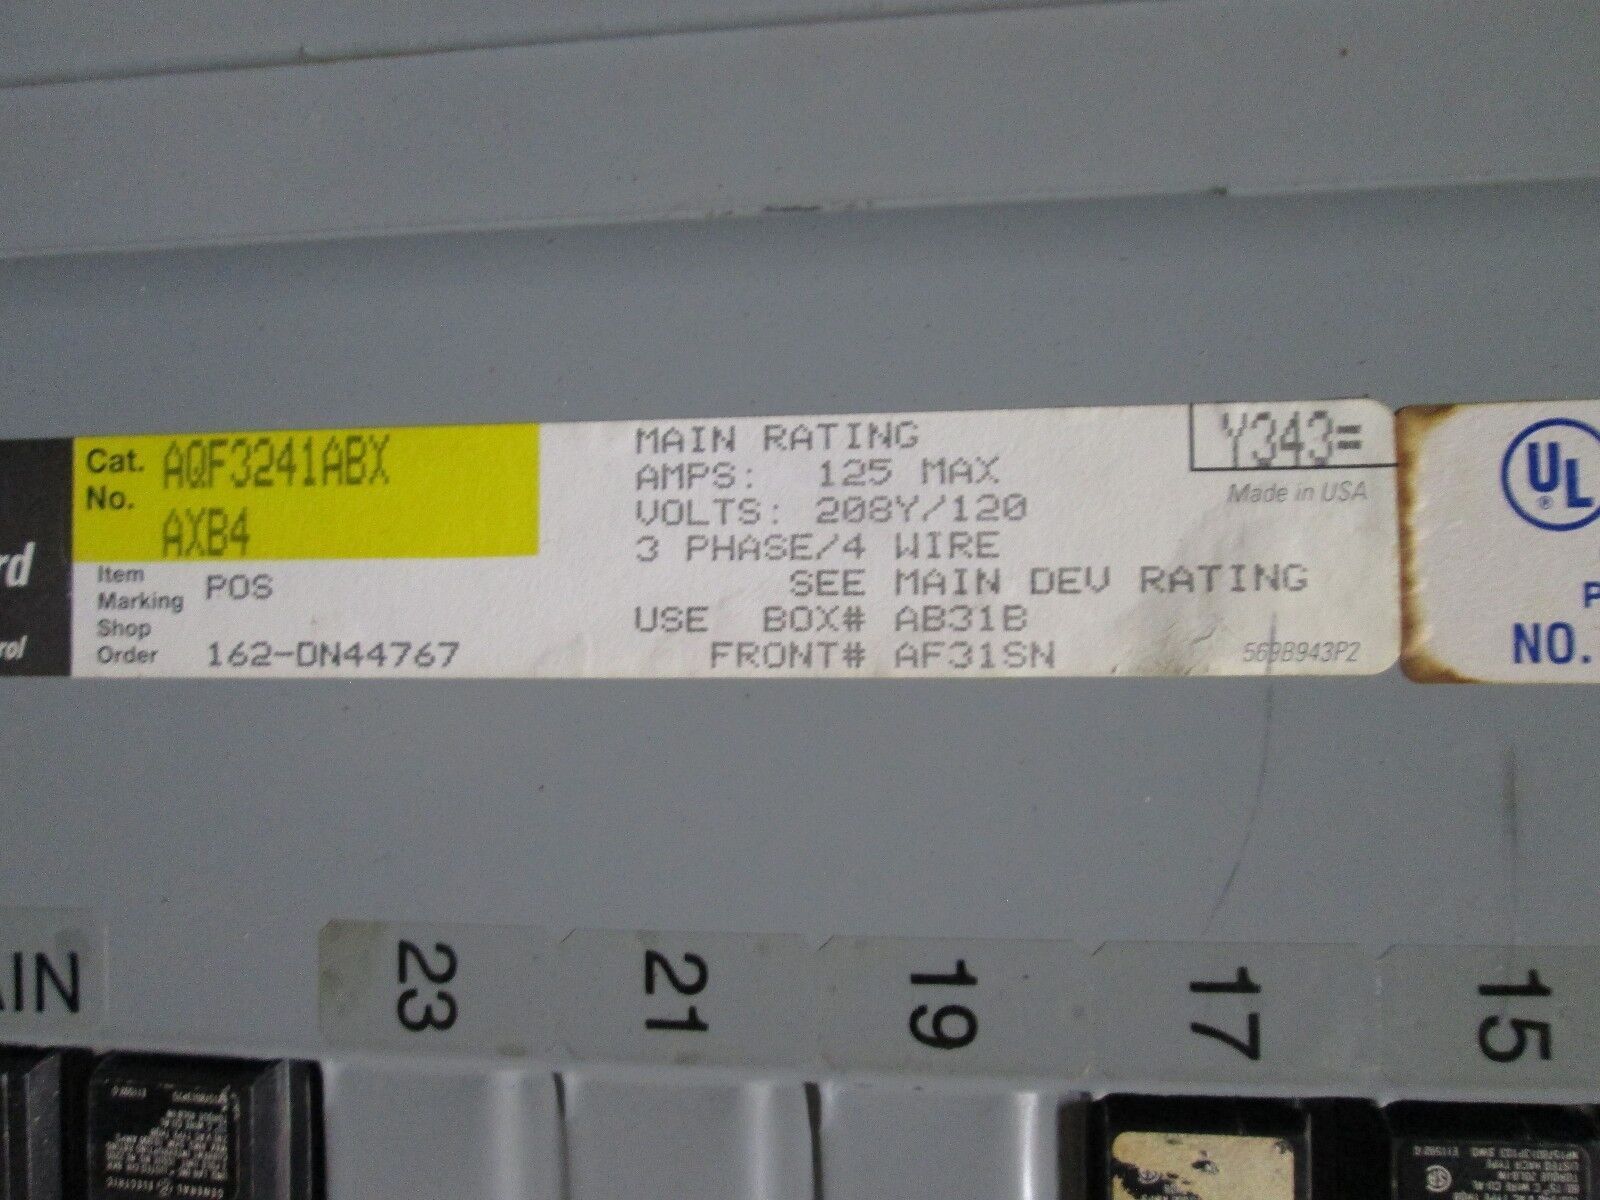 rd
rol
Cat. No. AQF3241ABX
AXB4
Item Marking POS
Shop Order 162-DN44767
MAIN RATING
AMPS: 125 MAX
VOLTS: 208Y/120
3 PHASE/4 WIRE
SEE MAIN DEV RATING
USE BOX# AB31B
FRONT# AF31SN
Y343=
Made in USA
569B943P2
UL
®
P
NO.
AIN
23
21
19
17
15
GENERAL ELECTRIC